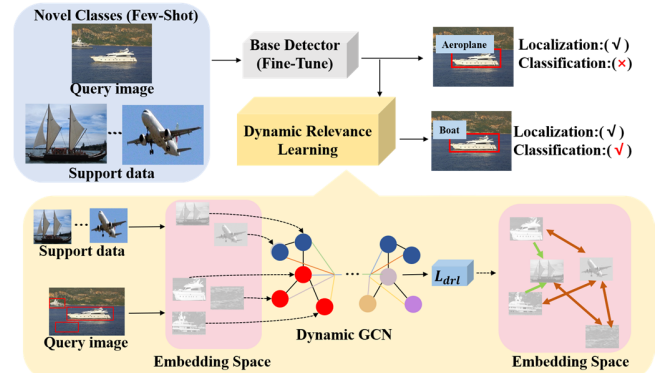 Novel Classes (Few-Shot)
Query image
Support data
Base Detector
(Fine-Tune)
Dynamic Relevance
Learning
Aeroplane
Localization:(√)
Classification:(×)
Boat
Localization:(√)
Classification:(√)
Support data
Query image
Embedding Space
Dynamic GCN
L_drl
Embedding Space